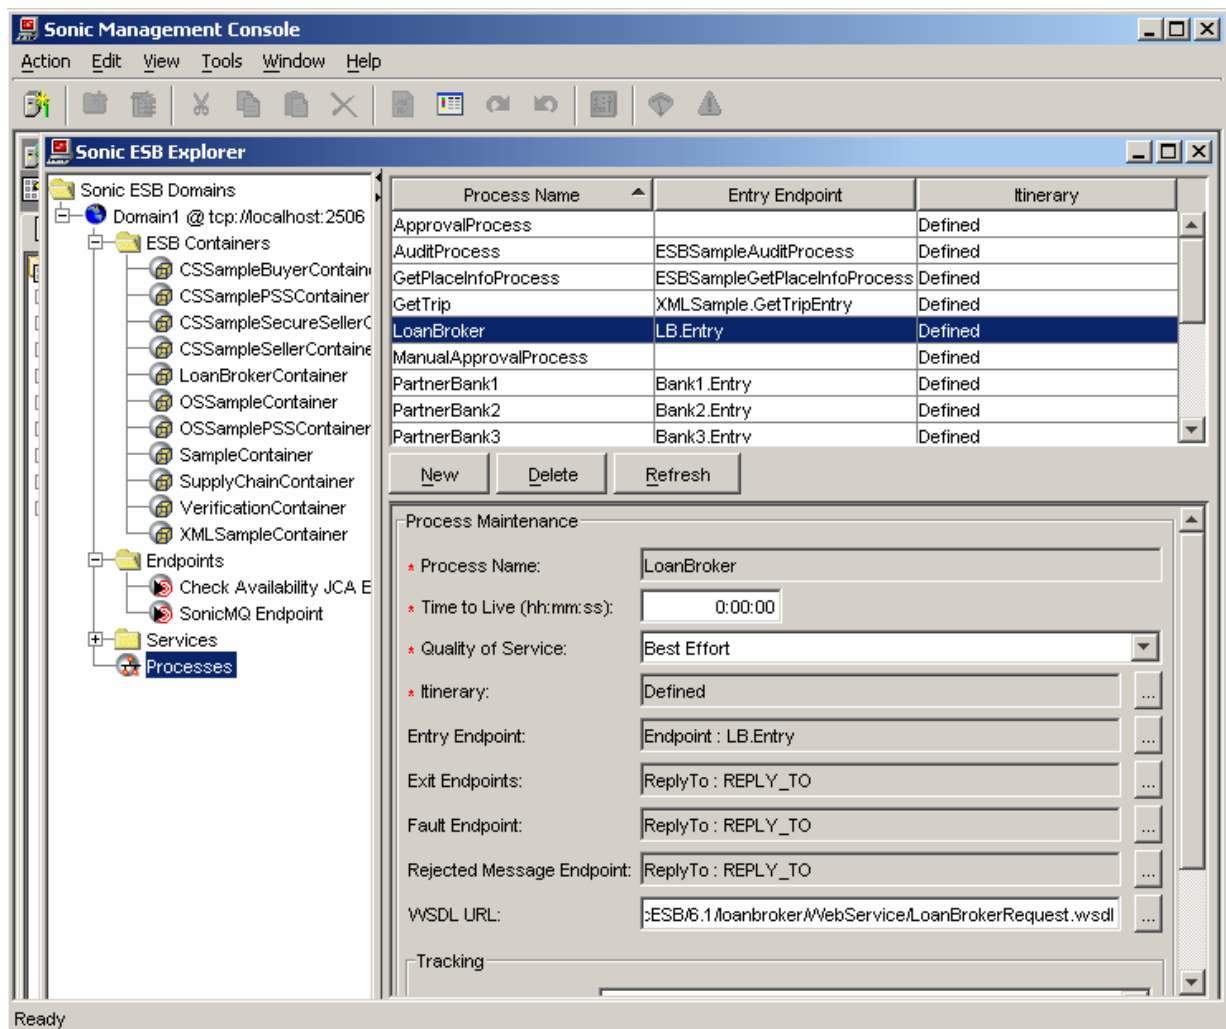 Sonic Management Console
Action Edit View Tools Window Help
Sonic ESB Explorer
Sonic ESB Domains
Domain1 @ tcp://localhost:2506
ESB Containers
CSSampleBuyerContain
CSSamplePSSContainer
CSSampleSecureSellerC
CSSampleSellerContaine
LoanBrokerContainer
OSSampleContainer
OSSamplePSSContainer
SampleContainer
SupplyChainContainer
VerificationContainer
XMLSampleContainer
Endpoints
Check Availability JCA E
SonicMQ Endpoint
Services
Processes
Process Name Entry Endpoint Itinerary
ApprovalProcess Defined
AuditProcess ESBSampleAuditProcess Defined
GetPlaceInfoProcess ESBSampleGetPlaceInfoProcess Defined
GetTrip XMLSample.GetTripEntry Defined
LoanBroker LB.Entry Defined
ManualApprovalProcess Defined
PartnerBank1 Bank1.Entry Defined
PartnerBank2 Bank2.Entry Defined
PartnerBank3 Bank3.Entry Defined
New Delete Refresh
Process Maintenance
* Process Name: LoanBroker
* Time to Live (hh:mm:ss): 0:00:00
* Quality of Service: Best Effort
* Itinerary: Defined ...
Entry Endpoint: Endpoint : LB.Entry ...
Exit Endpoints: ReplyTo : REPLY_TO ...
Fault Endpoint: ReplyTo : REPLY_TO ...
Rejected Message Endpoint: ReplyTo : REPLY_TO ...
WSDL URL: cESB/6.1/loanbroker/WebService/LoanBrokerRequest.wsdl ...
Tracking
Ready